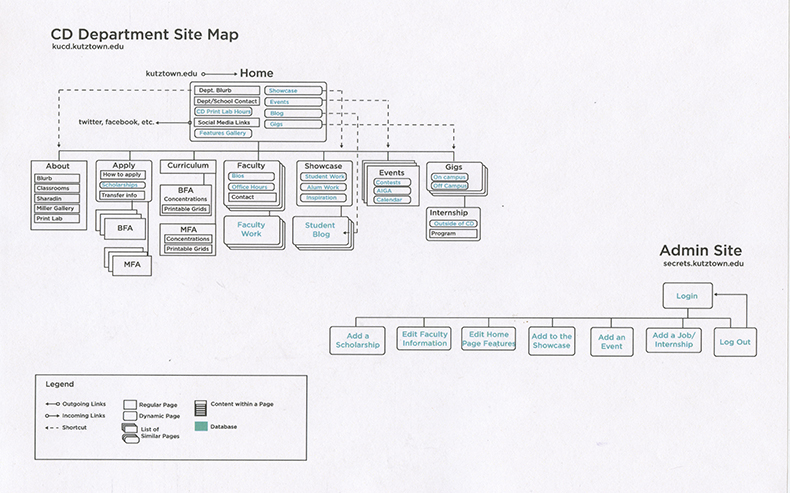 CD Department Site Map
kucd.kutztown.edu
kutztown.edu
Home
Dept. Blurb
Dept/School Contact
CD Print Lab Hours
Social Media Links
Features Gallery
Showcase
Events
Blog
Gigs
twitter, facebook, etc.
About
Blurb
Classrooms
Sharadin
Miller Gallery
Print Lab
Apply
How to apply
Scholarships
Transfer info
BFA
MFA
Curriculum
BFA
Concentrations
Printable Grids
MFA
Concentrations
Printable Grids
Faculty
Bios
Office Hours
Contact
Faculty
Work
Showcase
Student Work
Alum Work
Inspiration
Student
Blog
Events
Contests
AIGA
Calendar
Gigs
On campus
Off Campus
Internship
Outside of CD
Program
Admin Site
secrets.kutztown.edu
Login
Add a
Scholarship
Edit Faculty
Information
Edit Home
Page Features
Add to the
Showcase
Add an
Event
Add a Job/
Internship
Log Out
Legend
Outgoing Links
Incoming Links
Shortcut
Regular Page
Dynamic Page
List of
Similar Pages
Content within a Page
Database